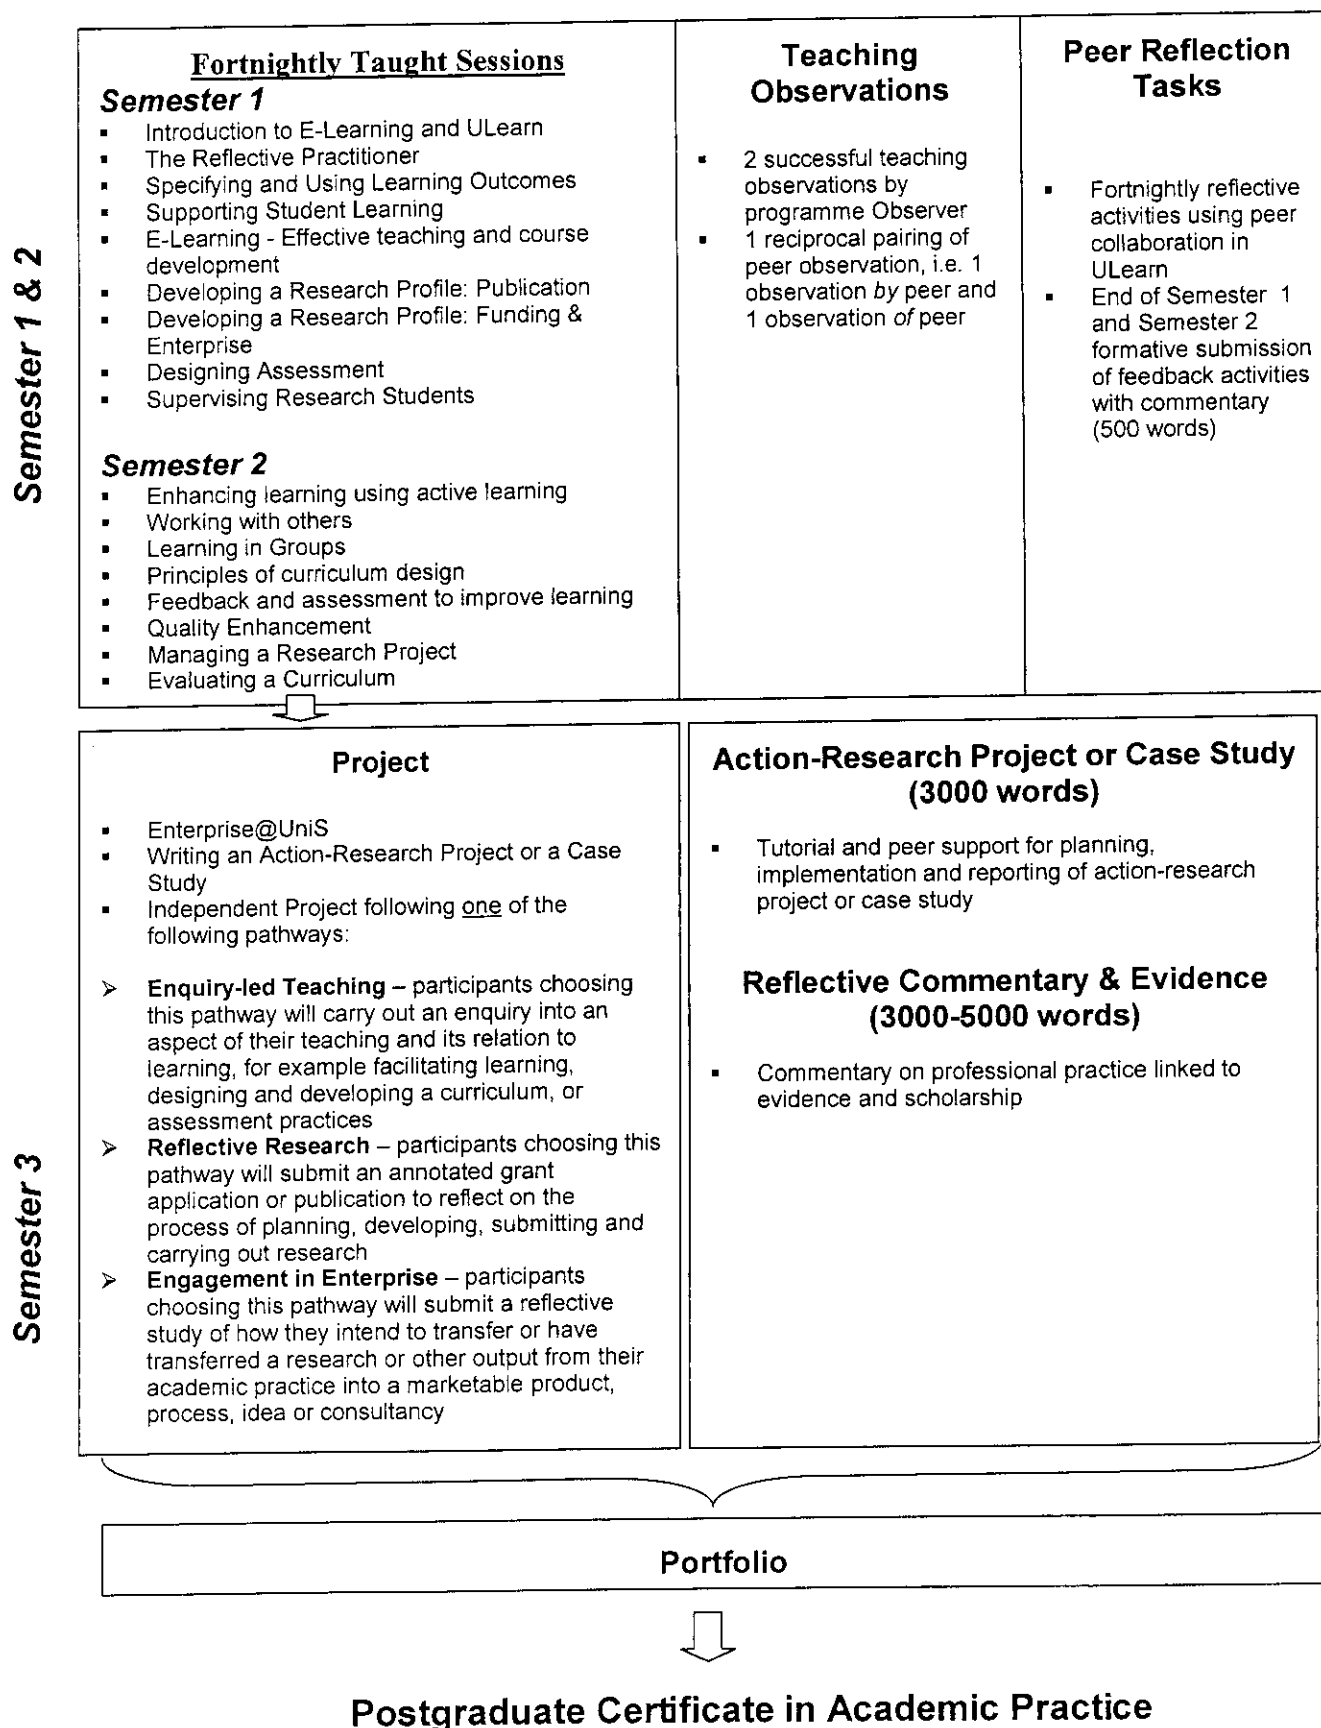 Semester 1 & 2
Fortnightly Taught Sessions
Semester 1
▪ Introduction to E-Learning and ULearn
▪ The Reflective Practitioner
▪ Specifying and Using Learning Outcomes
▪ Supporting Student Learning
▪ E-Learning - Effective teaching and course
development
▪ Developing a Research Profile: Publication
▪ Developing a Research Profile: Funding &
Enterprise
▪ Designing Assessment
▪ Supervising Research Students
Semester 2
▪ Enhancing learning using active learning
▪ Working with others
▪ Learning in Groups
▪ Principles of curriculum design
▪ Feedback and assessment to improve learning
▪ Quality Enhancement
▪ Managing a Research Project
▪ Evaluating a Curriculum
Teaching
Observations
▪ 2 successful teaching
observations by
programme Observer
▪ 1 reciprocal pairing of
peer observation, i.e. 1
observation by peer and
1 observation of peer
Peer Reflection
Tasks
▪ Fortnightly reflective
activities using peer
collaboration in
ULearn
▪ End of Semester 1
and Semester 2
formative submission
of feedback activities
with commentary
(500 words)
Semester 3
Project
▪ Enterprise@UniS
▪ Writing an Action-Research Project or a Case
Study
▪ Independent Project following one of the
following pathways:
➢ Enquiry-led Teaching – participants choosing
this pathway will carry out an enquiry into an
aspect of their teaching and its relation to
learning, for example facilitating learning,
designing and developing a curriculum, or
assessment practices
➢ Reflective Research – participants choosing this
pathway will submit an annotated grant
application or publication to reflect on the
process of planning, developing, submitting and
carrying out research
➢ Engagement in Enterprise – participants
choosing this pathway will submit a reflective
study of how they intend to transfer or have
transferred a research or other output from their
academic practice into a marketable product,
process, idea or consultancy
Action-Research Project or Case Study
(3000 words)
▪ Tutorial and peer support for planning,
implementation and reporting of action-research
project or case study
Reflective Commentary & Evidence
(3000-5000 words)
▪ Commentary on professional practice linked to
evidence and scholarship
Portfolio
Postgraduate Certificate in Academic Practice